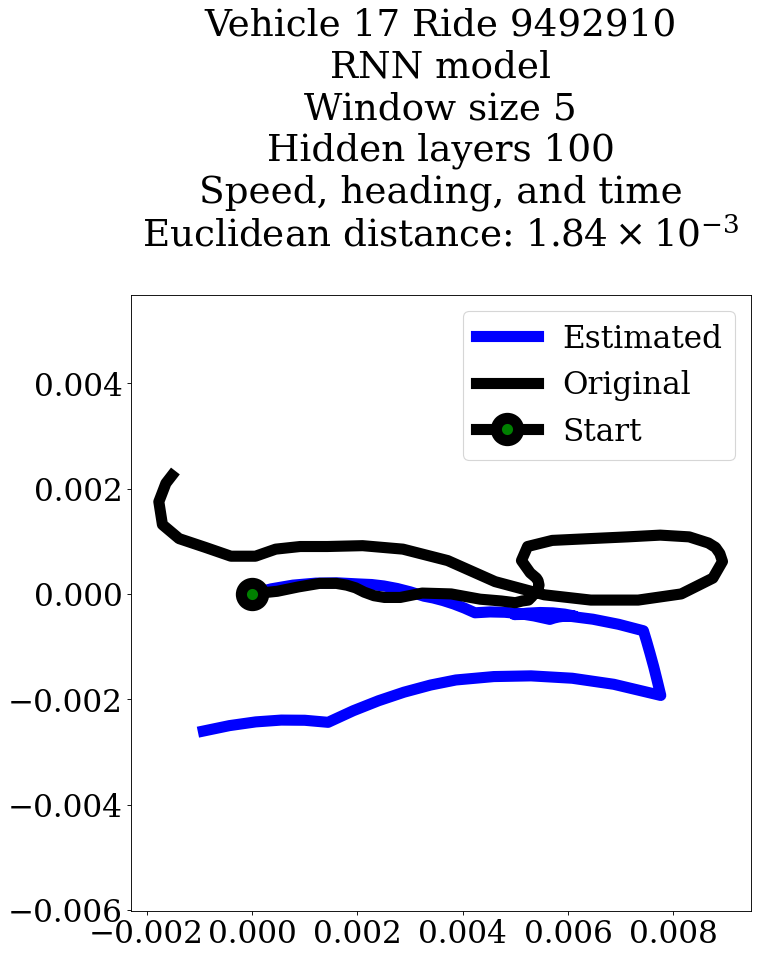 Vehicle 17 Ride 9492910
RNN model
Window size 5
Hidden layers 100
Speed, heading, and time
Euclidean distance: 1.84 × 10⁻³
Estimated
Original
Start
0.004
0.002
0.000
−0.002
−0.004
−0.006
−0.002 0.000 0.002 0.004 0.006 0.008